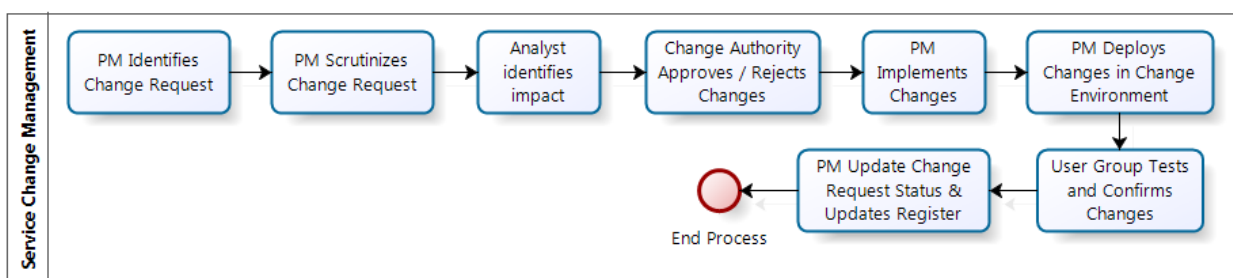 Service Change Management
PM Identifies
Change Request
PM Scrutinizes
Change Request
Analyst
identifies
impact
Change Authority
Approves / Rejects
Changes
PM
Implements
Changes
PM Deploys
Changes in Change
Environment
User Group Tests
and Confirms
Changes
PM Update Change
Request Status &
Updates Register
End Process